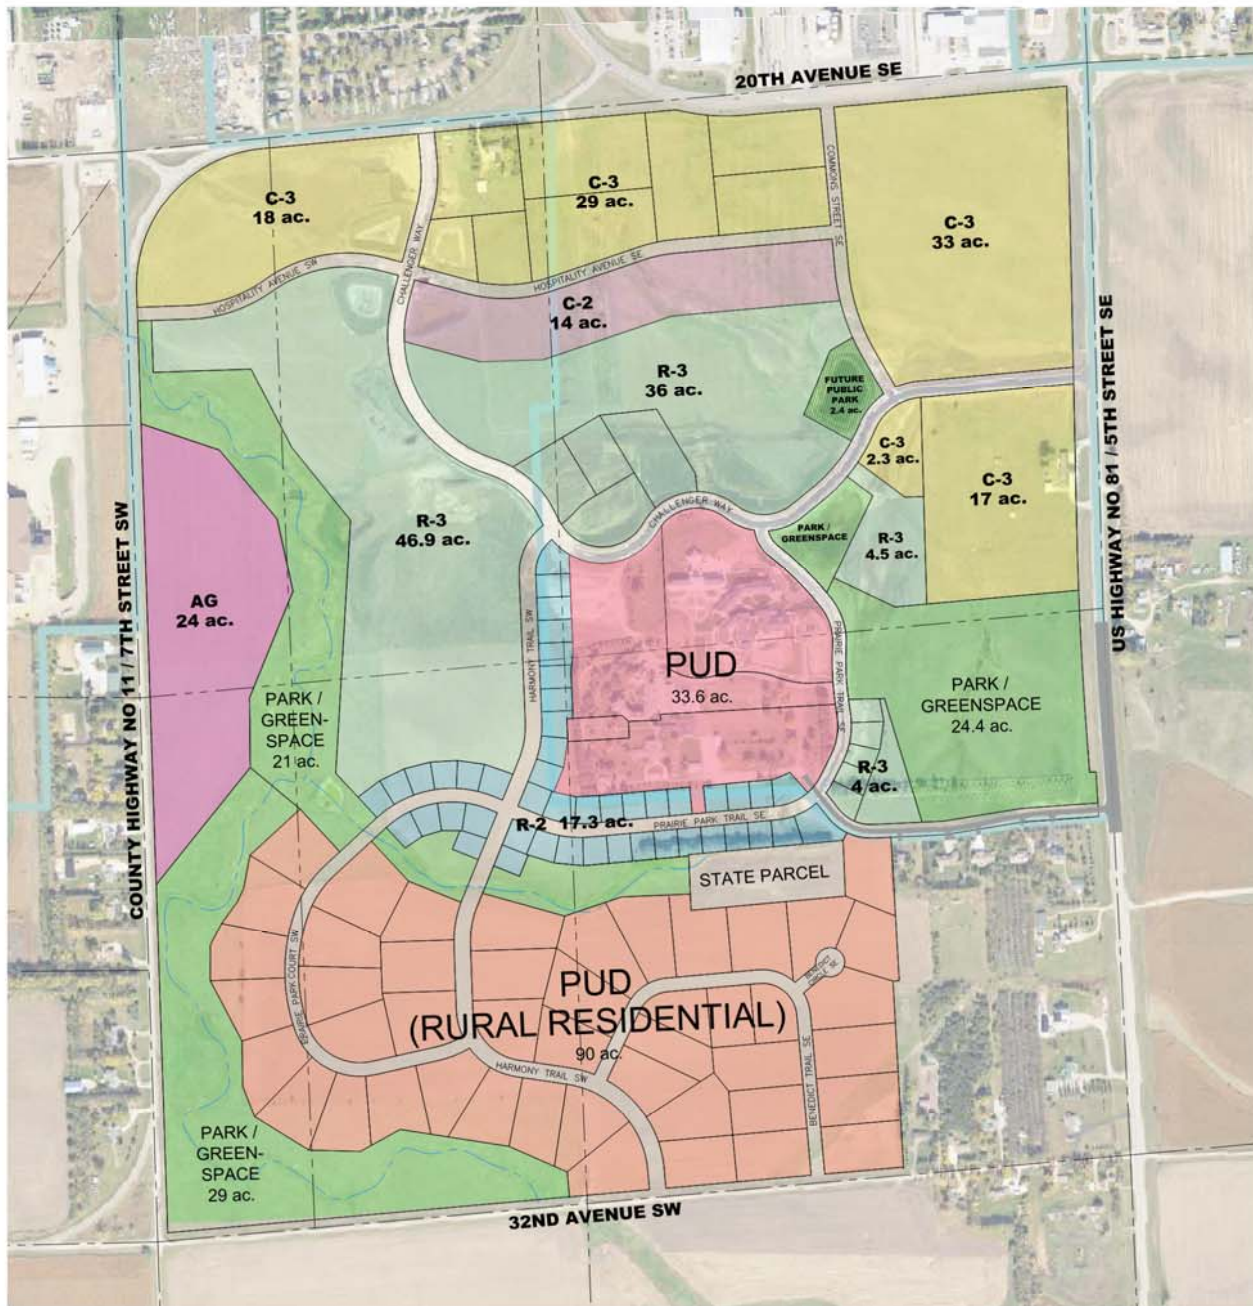 20TH AVENUE SE
C-3
18 ac.
C-3
29 ac.
COMMONS STREET SE
C-3
33 ac.
CHALLENGER WAY
HOSPITALITY AVENUE SW
HOSPITALITY AVENUE SE
C-2
14 ac.
R-3
36 ac.
FUTURE
PUBLIC
PARK
2.4 ac.
C-3
2.3 ac.
C-3
17 ac.
CHALLENGER WAY
R-3
46.9 ac.
PARK /
GREENSPACE
R-3
4.5 ac.
COUNTY HIGHWAY NO 11 / 7TH STREET SW
US HIGHWAY NO 81 / 5TH STREET SE
AG
24 ac.
HARMONY TRAIL SW
PUD
33.6 ac.
PRAIRIE PARK TRAIL SE
PARK /
GREENSPACE
24.4 ac.
PARK /
GREEN-
SPACE
21 ac.
R-3
4 ac.
R-2 17.3 ac.
PRAIRIE PARK TRAIL SE
STATE PARCEL
PRAIRIE PARK COURT SW
BENEDICT
CIRCLE SE
PUD
(RURAL RESIDENTIAL)
90 ac.
HARMONY TRAIL SW
BENEDICT TRAIL SE
PARK /
GREEN-
SPACE
29 ac.
32ND AVENUE SW